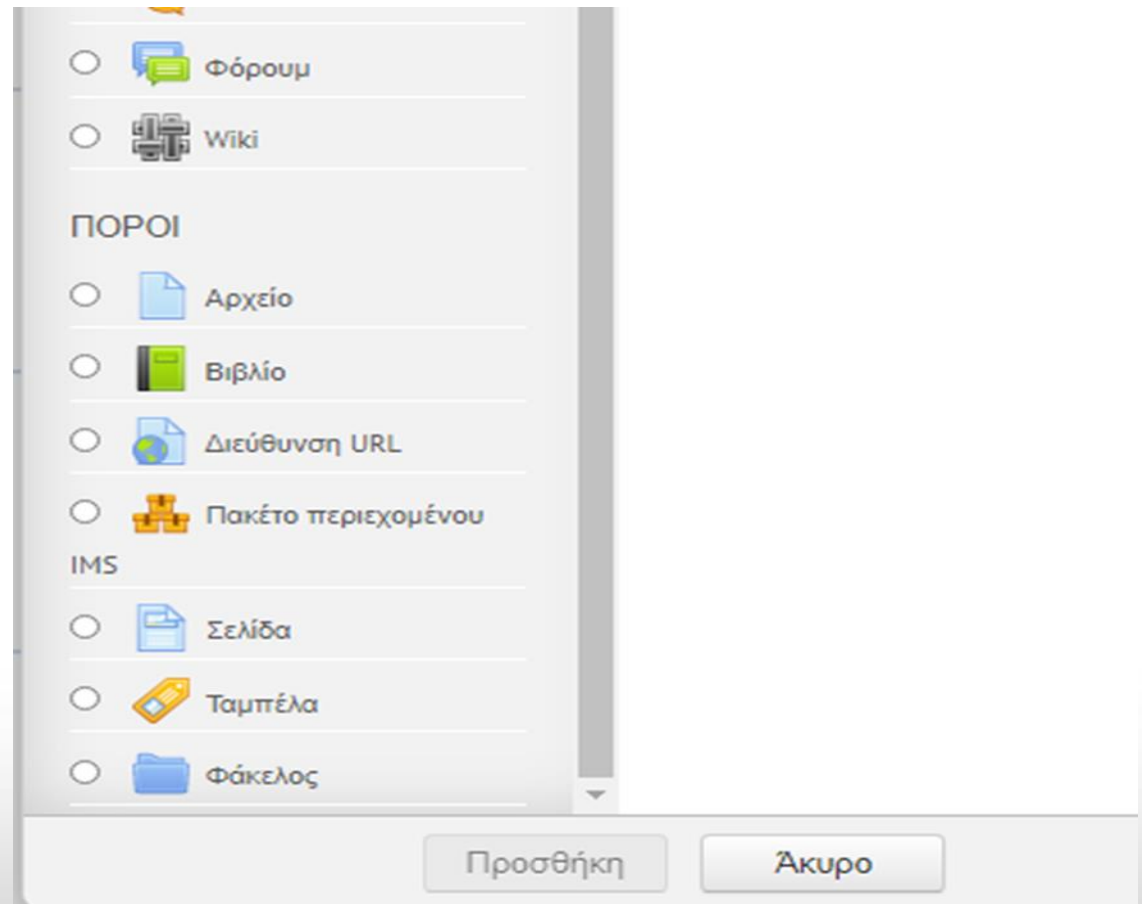 Φόρουμ
Wiki
ΠΟΡΟΙ
Αρχείο
Βιβλίο
Διεύθυνση URL
Πακέτο περιεχομένου
IMS
Σελίδα
Ταμπέλα
Φάκελος
Προσθήκη
Άκυρο